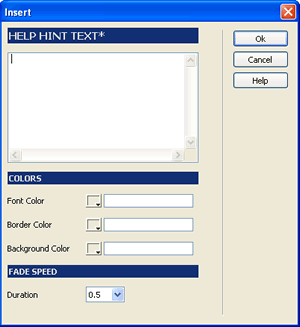 Insert
HELP HINT TEXT*
Ok
Cancel
Help
COLORS
Font Color
Border Color
Background Color
FADE SPEED
Duration 0.5